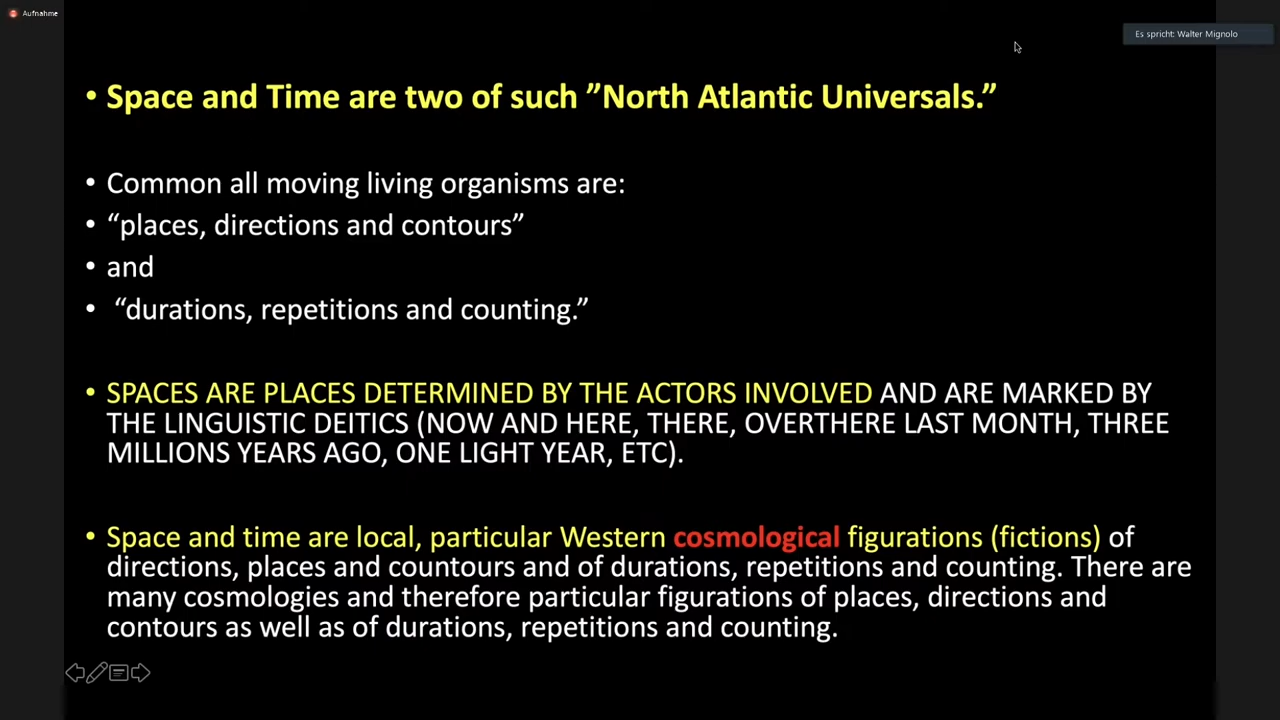 Aufnahme
Es spricht: Walter Mignolo
• Space and Time are two of such ”North Atlantic Universals.”
• Common all moving living organisms are:
• “places, directions and contours”
• and
• “durations, repetitions and counting.”
• SPACES ARE PLACES DETERMINED BY THE ACTORS INVOLVED AND ARE MARKED BY
THE LINGUISTIC DEITICS (NOW AND HERE, THERE, OVERTHERE LAST MONTH, THREE
MILLIONS YEARS AGO, ONE LIGHT YEAR, ETC).
• Space and time are local, particular Western cosmological figurations (fictions) of
directions, places and countours and of durations, repetitions and counting. There are
many cosmologies and therefore particular figurations of places, directions and
contours as well as of durations, repetitions and counting.